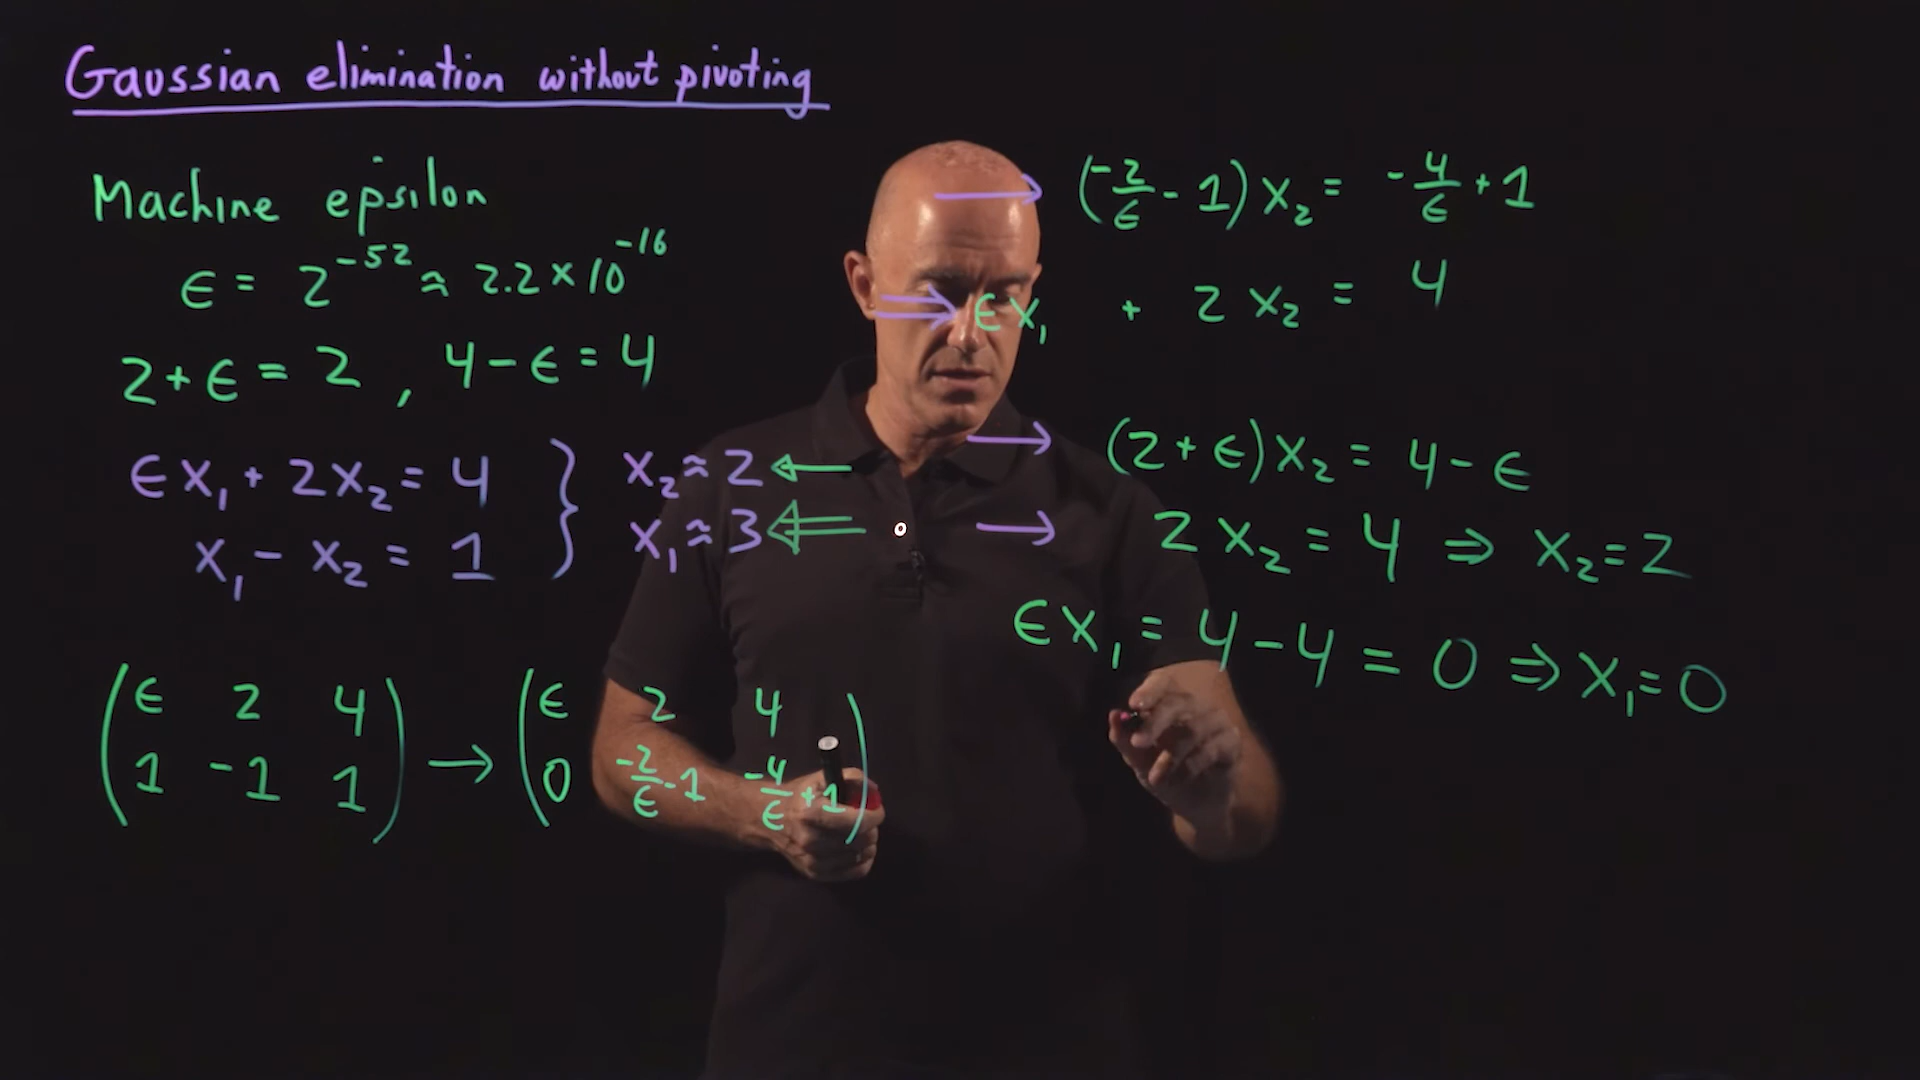 Gaussian elimination without pivoting
Machine epsilon
ϵ = 2^-52 ≈ 2.2 × 10^-16
2 + ϵ = 2 , 4 - ϵ = 4
ϵx₁ + 2x₂ = 4 } x₂ ≈ 2 ←
x₁ - x₂ = 1 } x₁ ≈ 3 ⇐
( ϵ 2 4 ) → ( ϵ 2 4 )
( 1 -1 1 ) ( 0 -2/ϵ -1 -4/ϵ +1 )
→ (-2/ϵ - 1) x₂ = -4/ϵ + 1
⇒ ϵx₁ + 2x₂ = 4
→ (2 + ϵ) x₂ = 4 - ϵ
→ 2x₂ = 4 ⇒ x₂ = 2
ϵx₁ = 4 - 4 = 0 ⇒ x₁ = 0